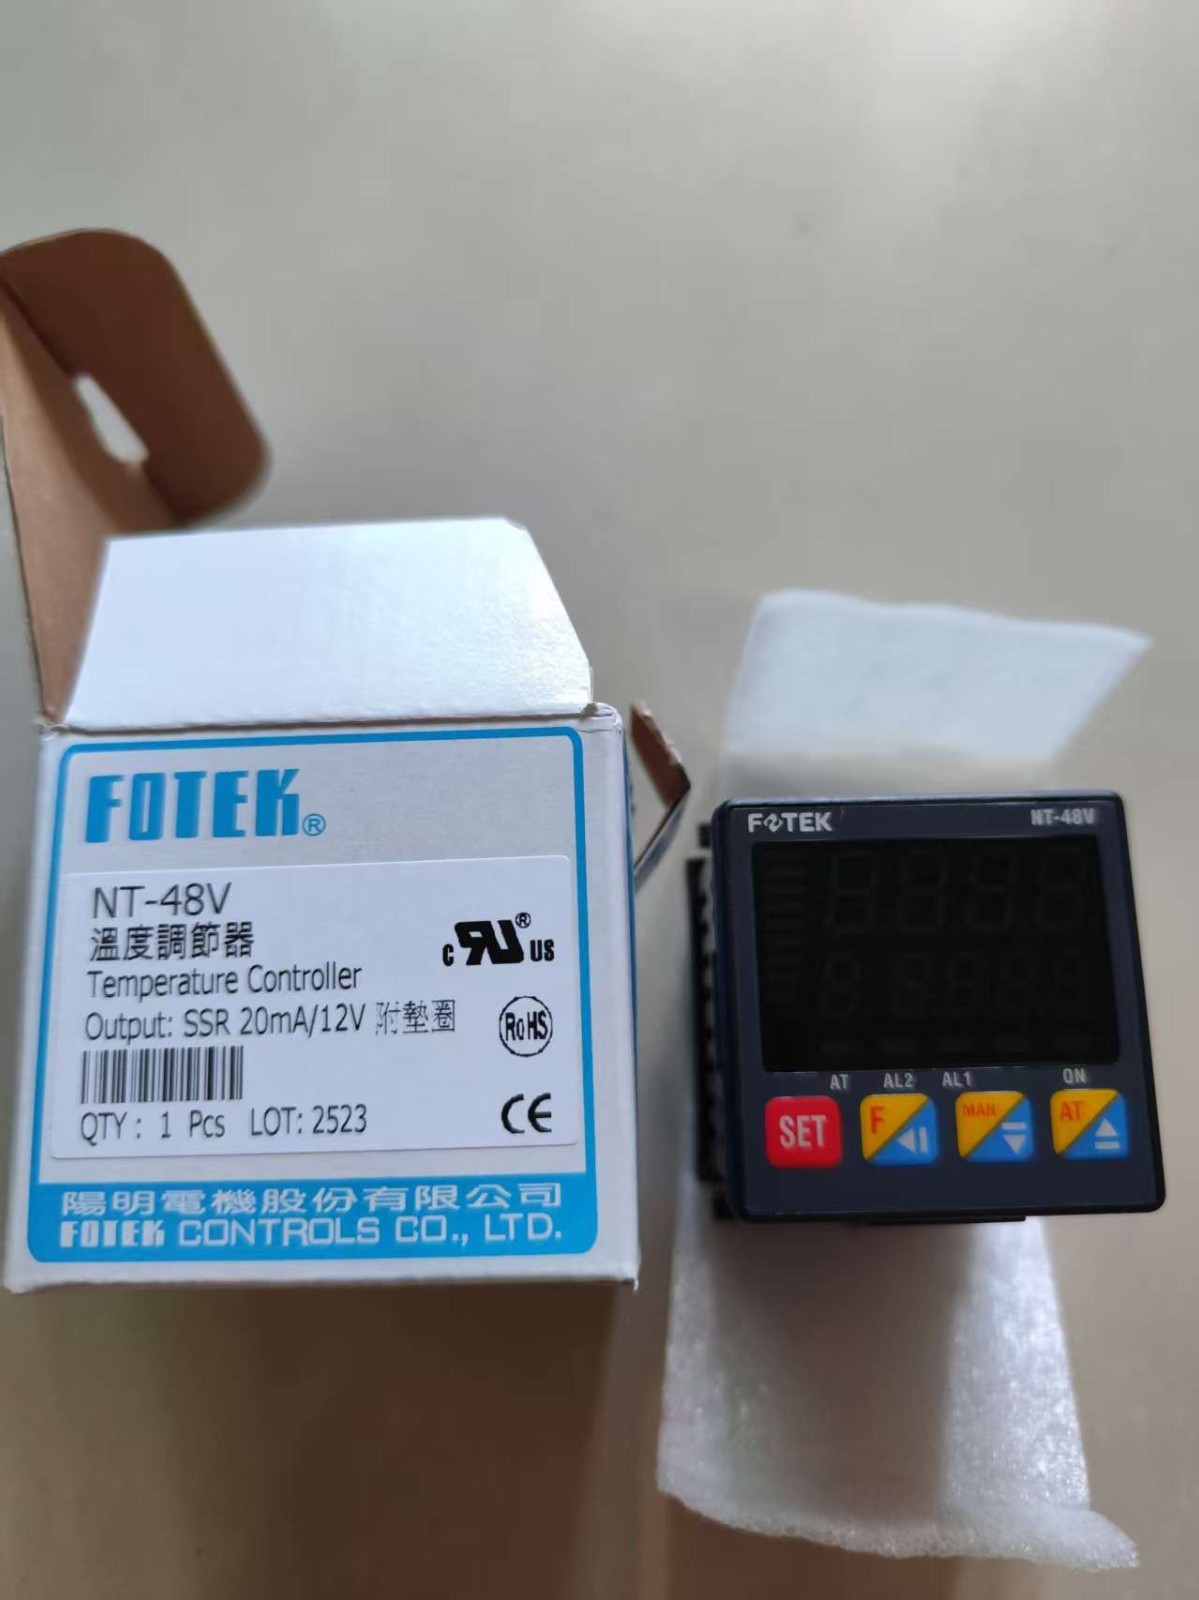 FOTEK®
NT-48V
溫度調節器
Temperature Controller
Output: SSR 20mA/12V 附墊圈
QTY: 1 Pcs LOT: 2523
c RU® US
RoHS
CE
陽明電機股份有限公司
FOTEK CONTROLS CO., LTD.
FOTEK NT-48V
AT AL2 AL1 ON
SET F MAN AT